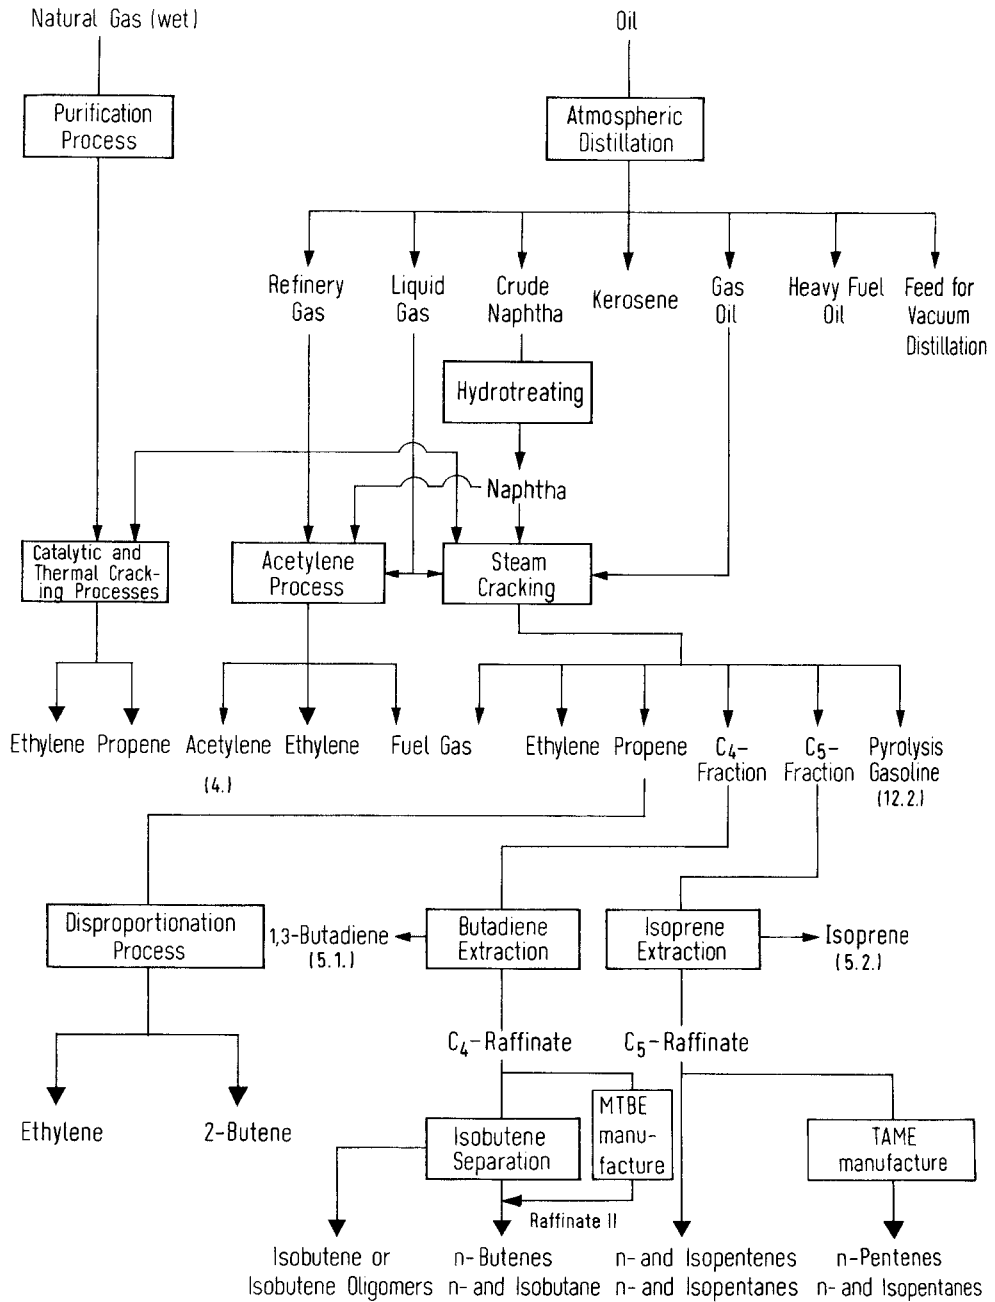 Natural Gas (wet)
Oil
Purification
Process
Atmospheric
Distillation
Refinery
Gas
Liquid
Gas
Crude
Naphtha
Kerosene
Gas
Oil
Heavy Fuel
Oil
Feed for
Vacuum
Distillation
Hydrotreating
Naphtha
Catalytic and
Thermal Crack-
ing Processes
Acetylene
Process
Steam
Cracking
Ethylene
Propene
Acetylene
(4.)
Ethylene
Fuel Gas
Ethylene
Propene
C4-
Fraction
C5-
Fraction
Pyrolysis
Gasoline
(12.2.)
Disproportionation
Process
1,3-Butadiene
(5.1.)
Butadiene
Extraction
Isoprene
Extraction
Isoprene
(5.2.)
C4-Raffinate
C5-Raffinate
Ethylene
2-Butene
Isobutene
Separation
MTBE
manu-
facture
TAME
manufacture
Raffinate II
Isobutene or
Isobutene Oligomers
n-Butenes
n- and Isobutane
n- and Isopentenes
n- and Isopentanes
n-Pentenes
n- and Isopentanes